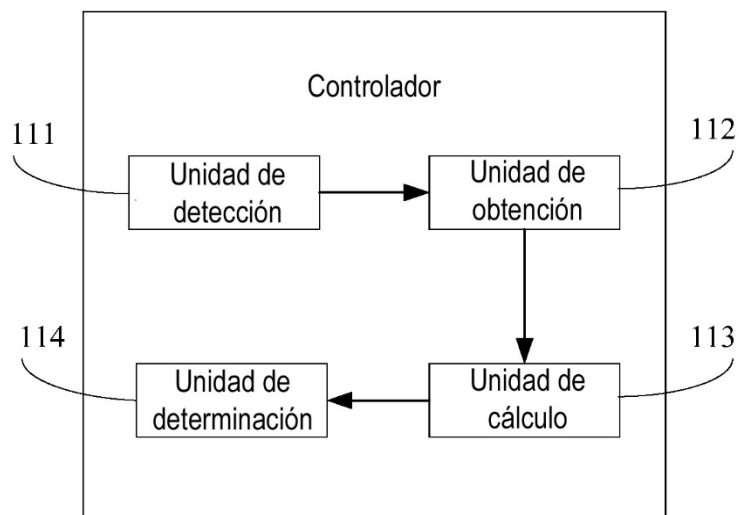 Controlador
111
Unidad de
detección
Unidad de
obtención
112
114
Unidad de
determinación
Unidad de
cálculo
113